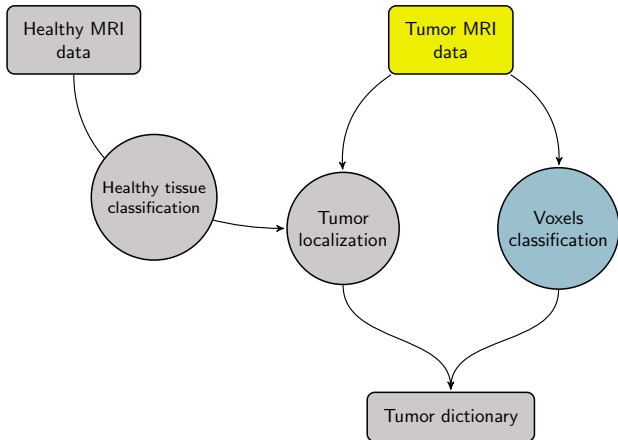 Healthy MRI
data
Tumor MRI
data
Healthy tissue
classification
Tumor
localization
Voxels
classification
Tumor dictionary